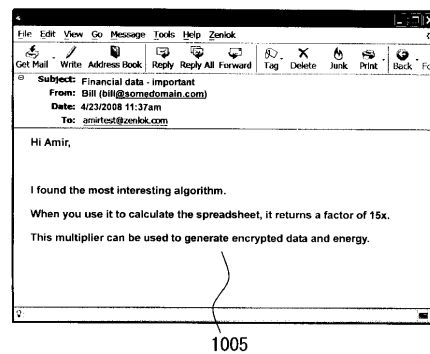 File Edit View Go Message Tools Help Zenlok
Get Mail Write Address Book Reply Reply All Forward Tag Delete Junk Print Back
Subject: Financial data - important
From: Bill (bill@somedomain.com)
Date: 4/23/2008 11:37am
To: amirtest@zenlok.com
Hi Amir,
I found the most interesting algorithm.
When you use it to calculate the spreadsheet, it returns a factor of 15x.
This multiplier can be used to generate encrypted data and energy.
1005